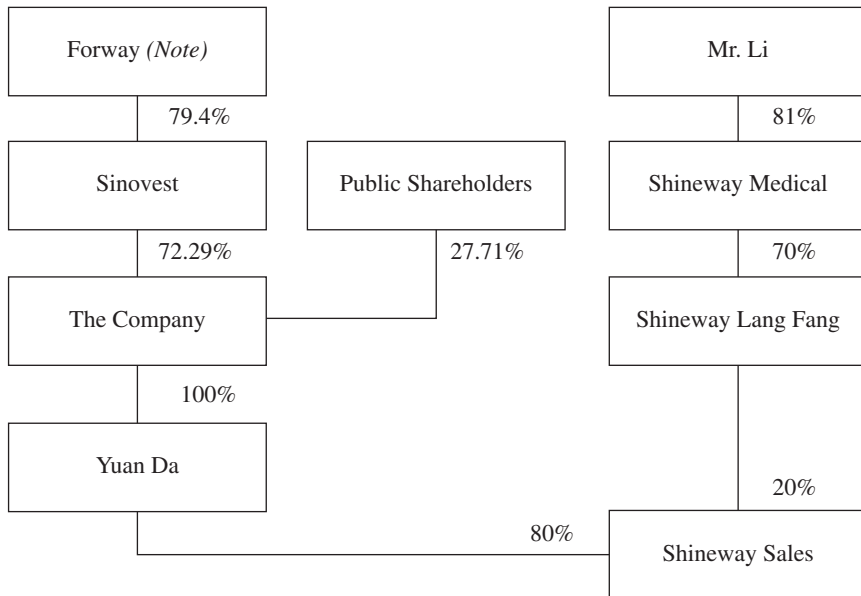 Forway (Note)
Mr. Li
79.4%
81%
Sinovest
Public Shareholders
Shineway Medical
72.29%
27.71%
70%
The Company
Shineway Lang Fang
100%
Yuan Da
20%
80%
Shineway Sales